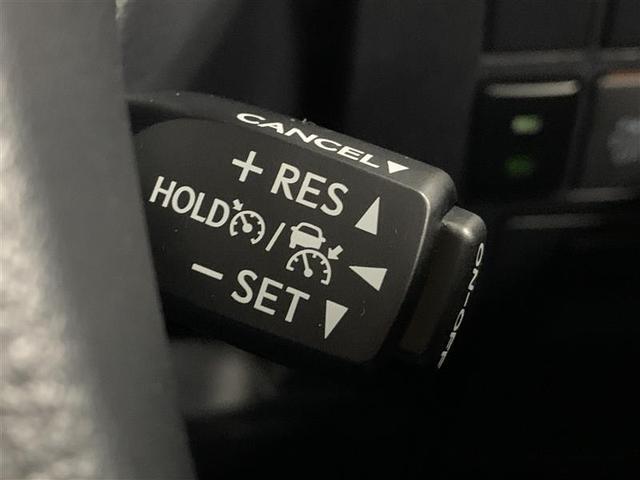 CANCEL▼
+ RES ▲
HOLD / ◀
− SET ▼
ON-OFF